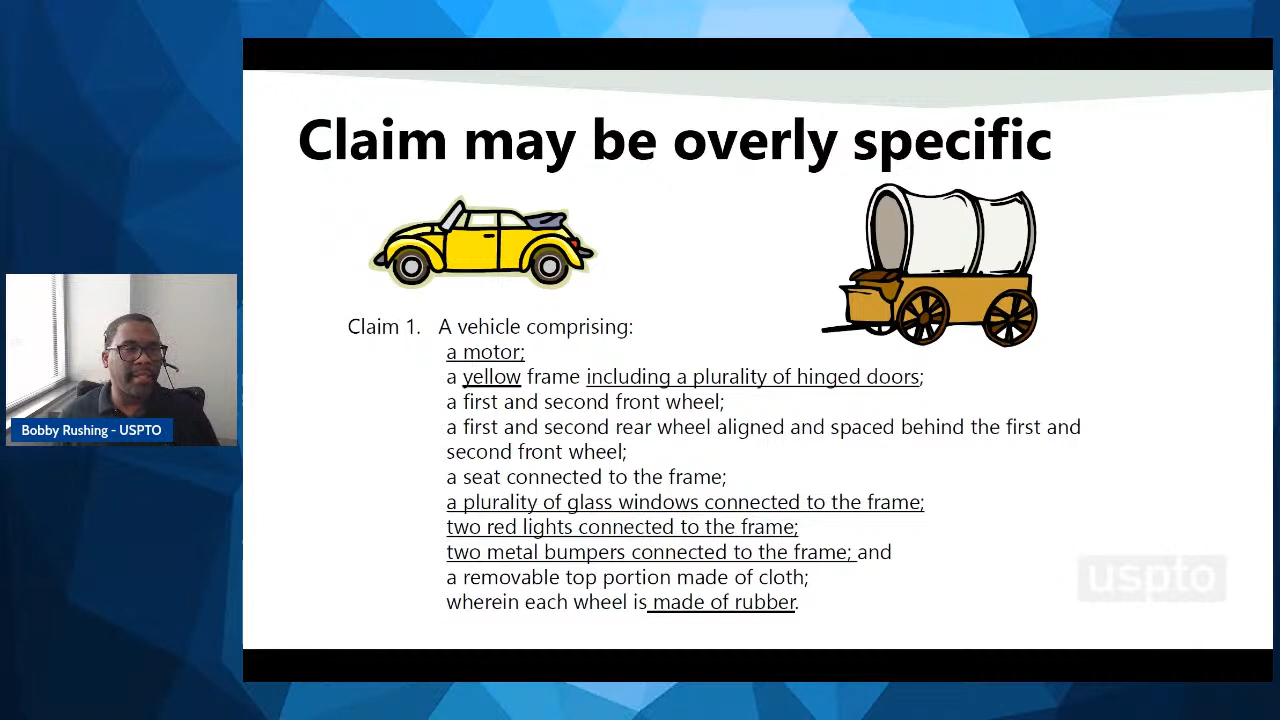 Claim may be overly specific
Claim 1. A vehicle comprising:
a motor;
a yellow frame including a plurality of hinged doors;
a first and second front wheel;
a first and second rear wheel aligned and spaced behind the first and
second front wheel;
a seat connected to the frame;
a plurality of glass windows connected to the frame;
two red lights connected to the frame;
two metal bumpers connected to the frame; and
a removable top portion made of cloth;
wherein each wheel is made of rubber.
Bobby Rushing - USPTO
uspto